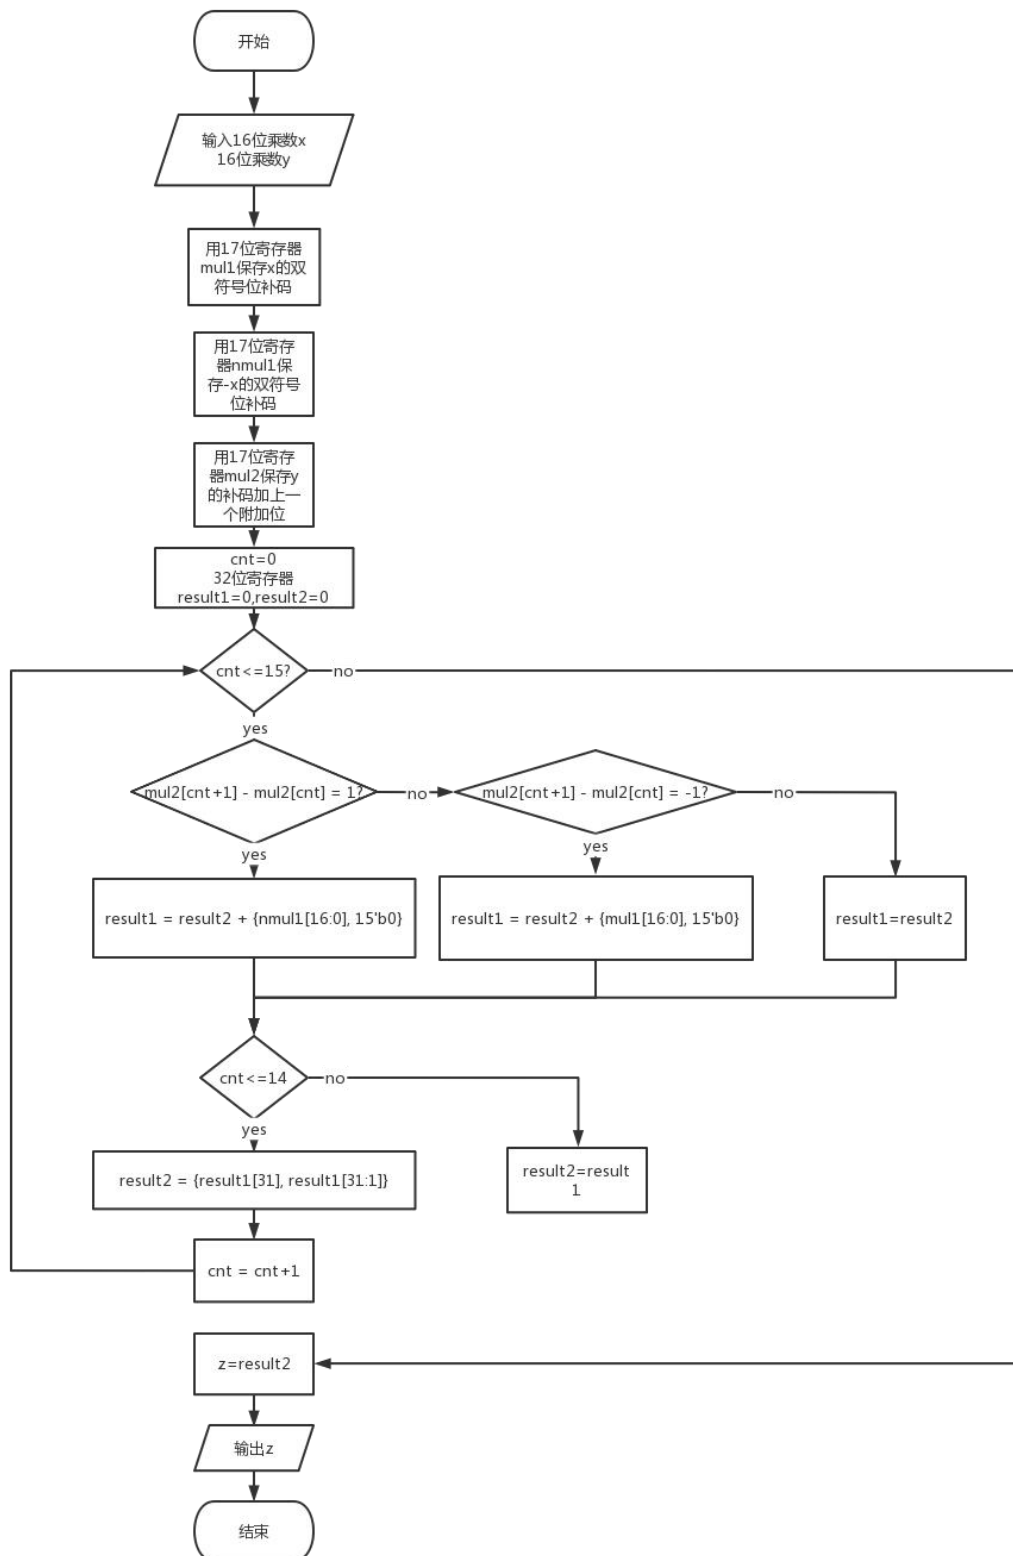 开始
输入16位乘数x
16位乘数y
用17位寄存器
mul1保存x的双
符号位补码
用17位寄存
器nmul1保
存-x的双符号
位补码
用17位寄存
器mul2保存y
的补码加上一
个附加位
cnt=0
32位寄存器
result1=0,result2=0
cnt<=15?
no
yes
mul2[cnt+1] - mul2[cnt] = 1?
no
mul2[cnt+1] - mul2[cnt] = -1?
no
yes
yes
result1 = result2 + {nmul1[16:0], 15'b0}
result1 = result2 + {mul1[16:0], 15'b0}
result1=result2
cnt<=14
no
yes
result2 = {result1[31], result1[31:1]}
result2=result
1
cnt = cnt+1
z=result2
输出z
结束